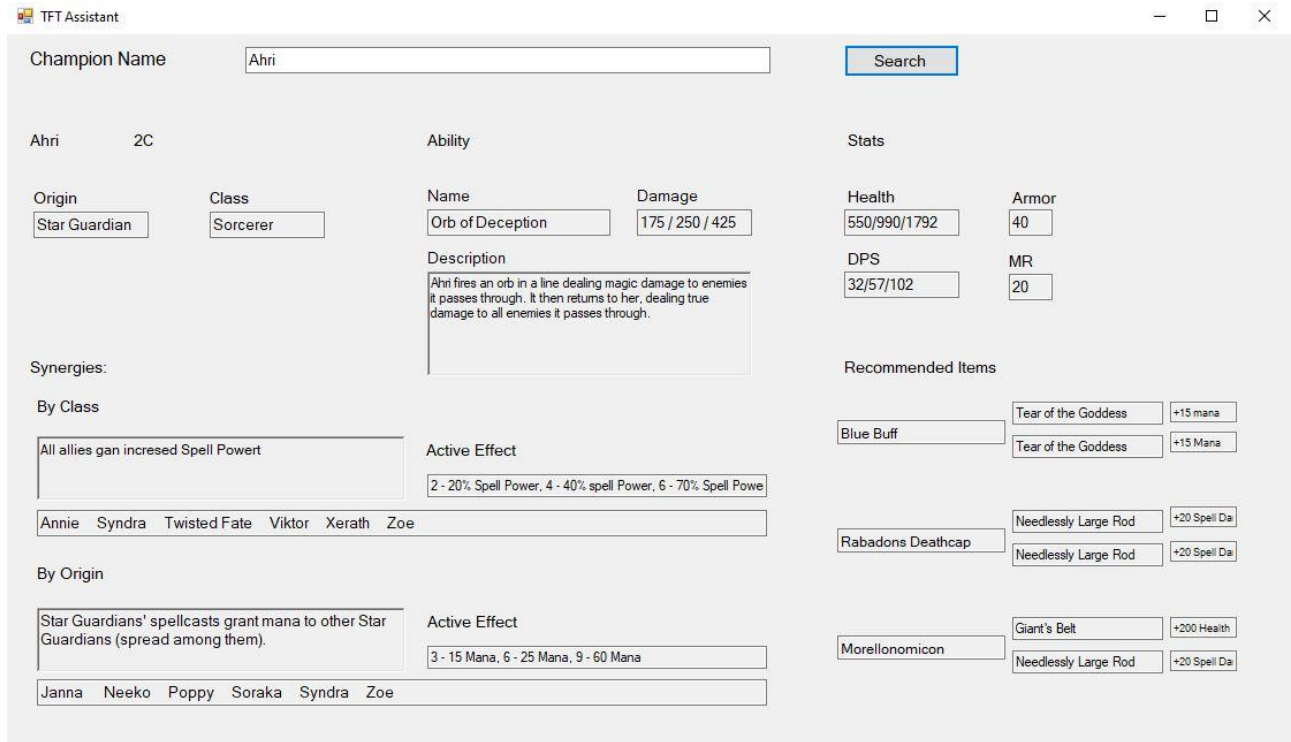 TFT Assistant
Champion Name
Ahri
Search
Ahri 2C
Ability
Stats
Origin
Class
Star Guardian
Sorcerer
Name
Damage
Orb of Deception
175 / 250 / 425
Description
Ahri fires an orb in a line dealing magic damage to enemies
it passes through. It then returns to her, dealing true
damage to all enemies it passes through.
Health
Armor
550/990/1792
40
DPS
MR
32/57/102
20
Synergies:
By Class
All allies gan incresed Spell Powert
Active Effect
2 - 20% Spell Power, 4 - 40% spell Power, 6 - 70% Spell Powe
Annie Syndra Twisted Fate Viktor Xerath Zoe
By Origin
Star Guardians' spellcasts grant mana to other Star
Guardians (spread among them).
Active Effect
3 - 15 Mana, 6 - 25 Mana, 9 - 60 Mana
Janna Neeko Poppy Soraka Syndra Zoe
Recommended Items
Blue Buff
Tear of the Goddess
+15 mana
Tear of the Goddess
+15 Mana
Rabadons Deathcap
Needlessly Large Rod
+20 Spell Da
Needlessly Large Rod
+20 Spell Da
Morellonomicon
Giant's Belt
+200 Health
Needlessly Large Rod
+20 Spell Da